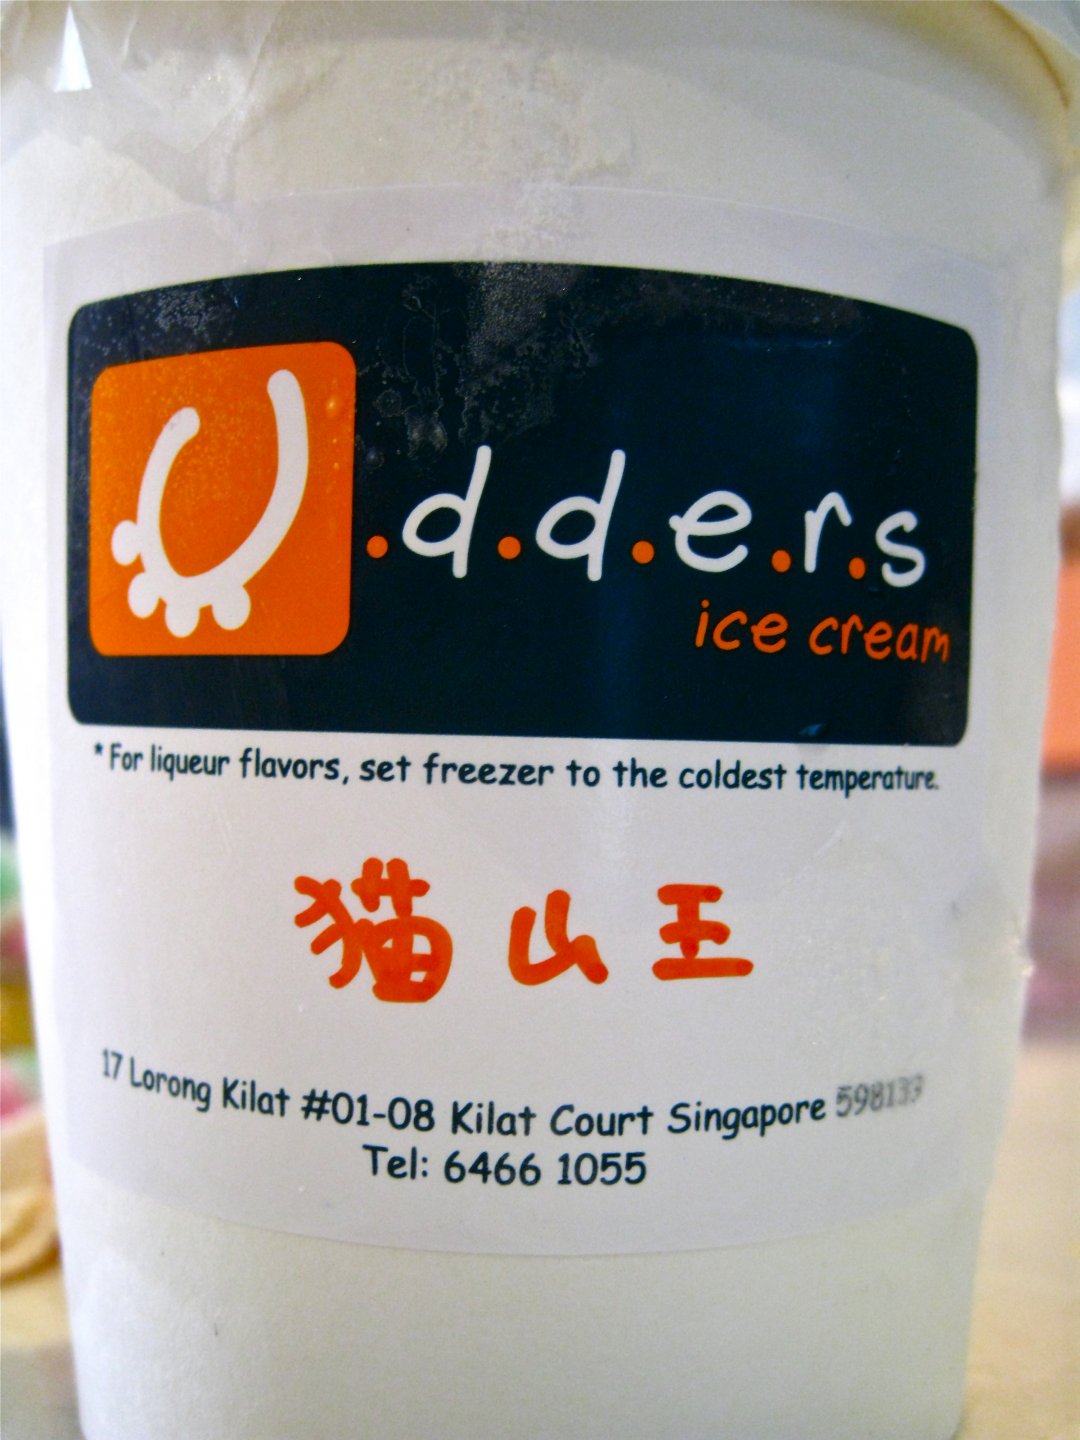 U.d.d.e.r.s
ice cream
* For liqueur flavors, set freezer to the coldest temperature.
猫山王
17 Lorong Kilat #01-08 Kilat Court Singapore 598133
Tel: 6466 1055